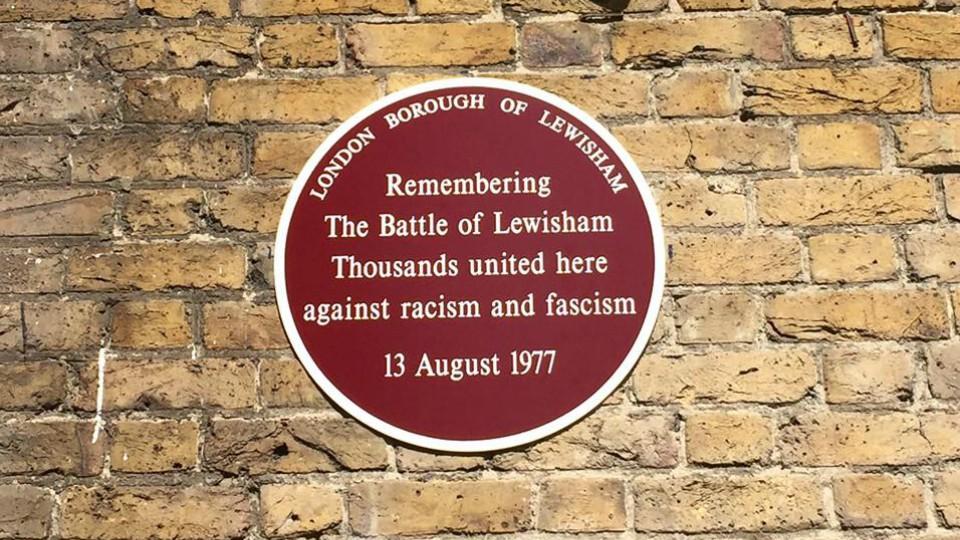 LONDON BOROUGH OF LEWISHAM
Remembering
The Battle of Lewisham
Thousands united here
against racism and fascism
13 August 1977